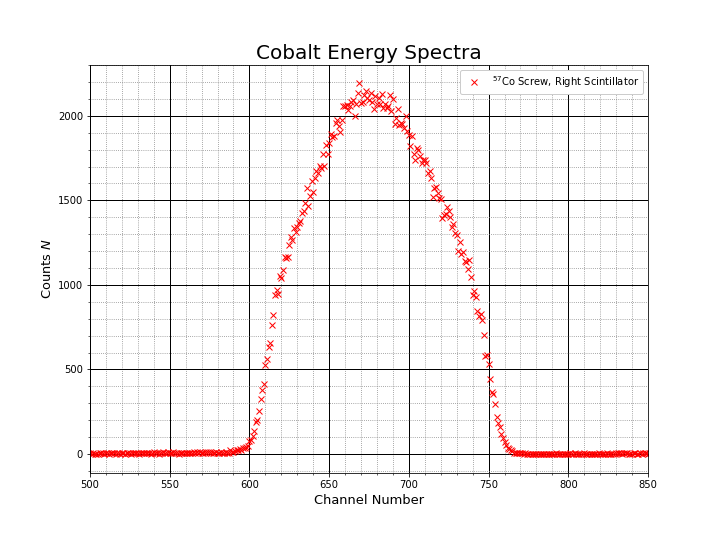 Cobalt Energy Spectra
⁵⁷Co Screw, Right Scintillator
Counts N
2000
1500
1000
500
0
500 550 600 650 700 750 800 850
Channel Number